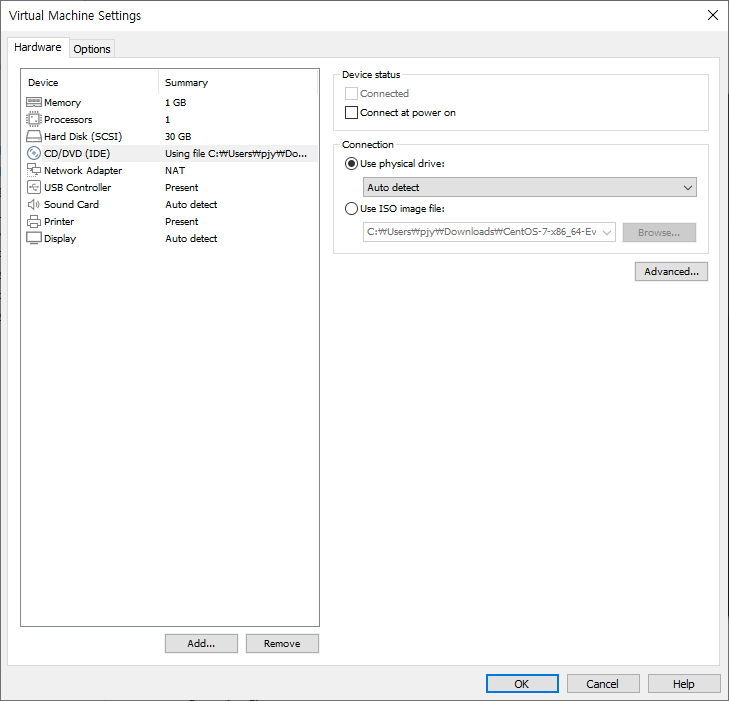 Virtual Machine Settings
Hardware
Options
Device Summary
Memory 1 GB
Processors 1
Hard Disk (SCSI) 30 GB
CD/DVD (IDE) Using file C:₩Users₩pjy₩Do...
Network Adapter NAT
USB Controller Present
Sound Card Auto detect
Printer Present
Display Auto detect
Add...
Remove
Device status
Connected
Connect at power on
Connection
Use physical drive:
Auto detect
Use ISO image file:
C:₩Users₩pjy₩Downloads₩CentOS-7-x86_64-Ev
Browse...
Advanced...
OK
Cancel
Help